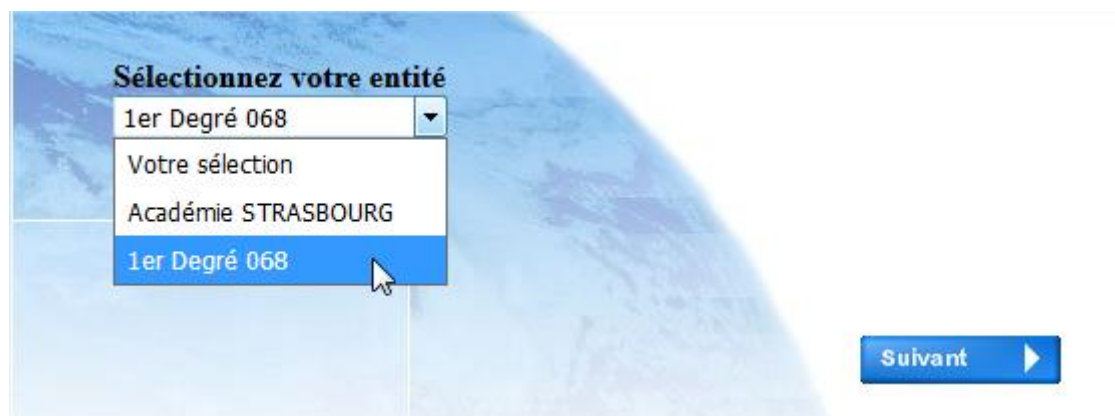 Sélectionnez votre entité
1er Degré 068
Votre sélection
Académie STRASBOURG
1er Degré 068
Suivant